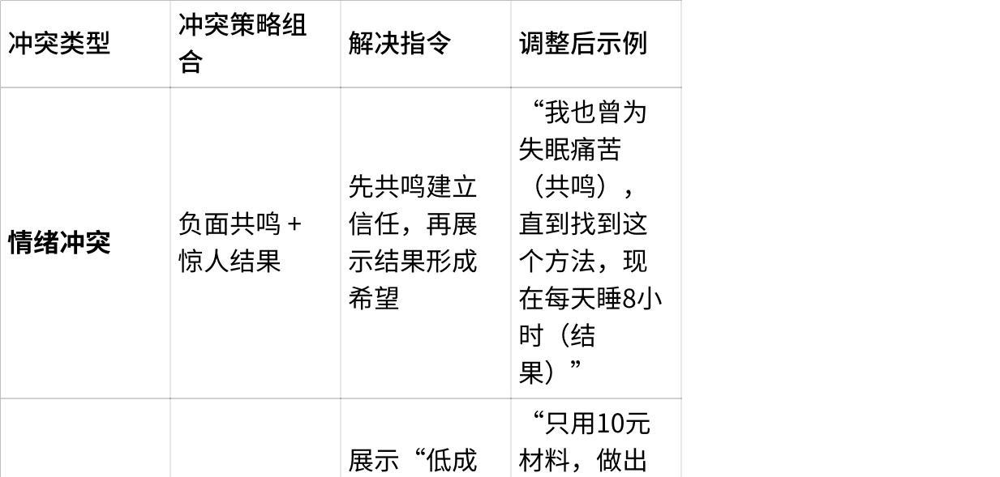 冲突类型
冲突策略组
合
解决指令
调整后示例
情绪冲突
负面共鸣 +
惊人结果
先共鸣建立
信任，再展
示结果形成
希望
“我也曾为
失眠痛苦
（共鸣），
直到找到这
个方法，现
在每天睡8小
时（结
果）”
展示“低成
“只用10元
材料，做出